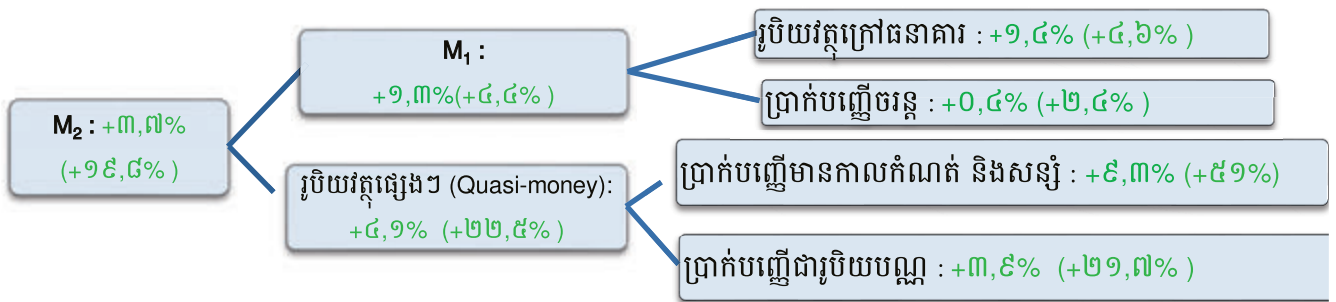 M₂ : +៣,៧%
(+១៩,៨% )
M₁ :
+១,៣%(+៤,៤% )
រូបិយវត្ថុផ្សេងៗ (Quasi-money):
+៤,១% (+២២,៥% )
រូបិយវត្ថុក្រៅធនាគារ : +១,៤% (+៤,៦% )
ប្រាក់បញ្ញើចរន្ត : +0,៤% (+២,៤% )
ប្រាក់បញ្ញើមានកាលកំណត់ និងសន្សំ : +៩,៣% (+៥១%)
ប្រាក់បញ្ញើជារូបិយបណ្ណ : +៣,៩% (+២១,៧% )